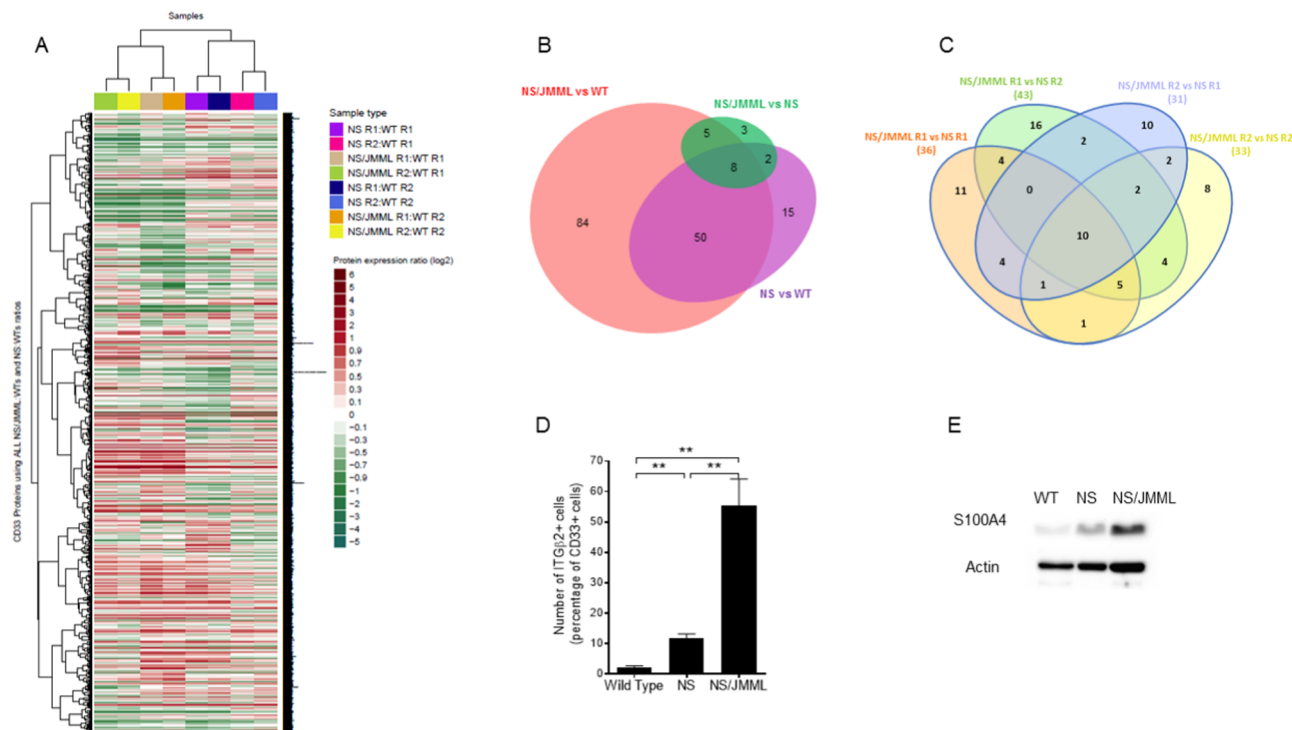 A
Samples
CD33 Proteins using ALL NS/JMML:WTs and NS:WTs ratios
Sample type
NS R1:WT R1
NS R2:WT R1
NS/JMML R1:WT R1
NS/JMML R2:WT R1
NS R1:WT R2
NS R2:WT R2
NS/JMML R1:WT R2
NS/JMML R2:WT R2
Protein expression ratio (log2)
6
5
4
3
2
1
0.9
0.7
0.5
0.3
0.1
0
−0.1
−0.3
−0.5
−0.7
−0.9
−1
−2
−3
−4
−5
B
NS/JMML vs WT
NS/JMML vs NS
5
3
8
2
84
50
15
NS vs WT
C
NS/JMML R1 vs NS R2
(43)
NS/JMML R2 vs NS R1
(31)
NS/JMML R1 vs NS R1
(36)
NS/JMML R2 vs NS R2
(33)
16
2
10
4
2
11
0
2
8
10
4
4
1
5
1
D
Number of ITGβ2+ cells
(percentage of CD33+ cells)
70
60
50
40
30
20
10
0
**
**
**
Wild Type
NS
NS/JMML
E
WT NS NS/JMML
S100A4
Actin